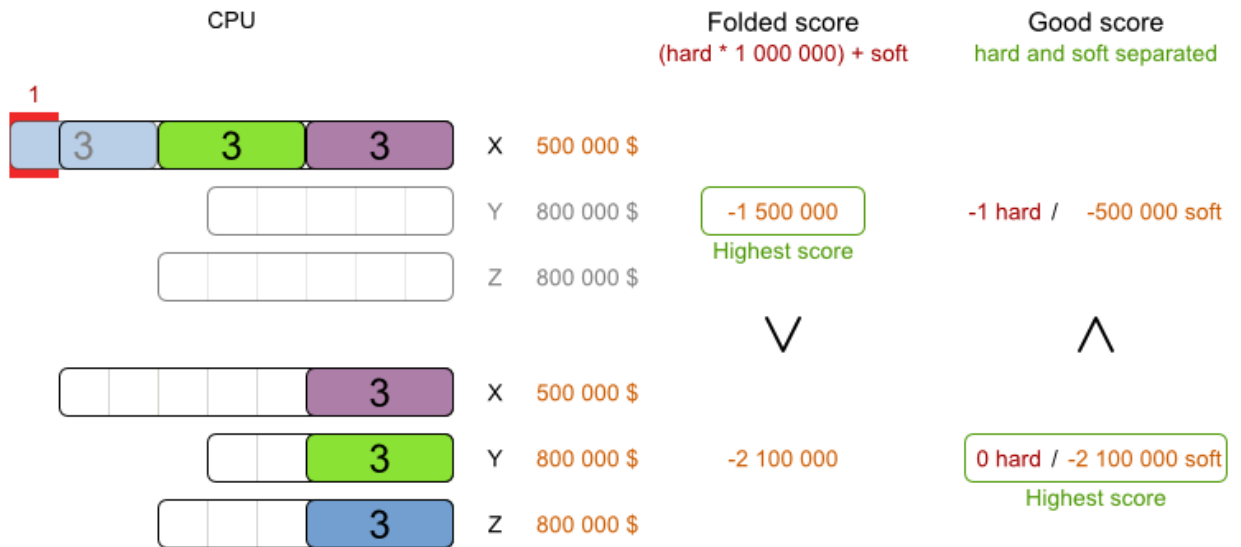 CPU Folded score Good score
(hard * 1 000 000) + soft hard and soft separated
1
3 3 3 X 500 000 $
Y 800 000 $ -1 500 000 -1 hard / -500 000 soft
Highest score
Z 800 000 $
> <
3 X 500 000 $
3 Y 800 000 $ -2 100 000 0 hard / -2 100 000 soft
Highest score
3 Z 800 000 $